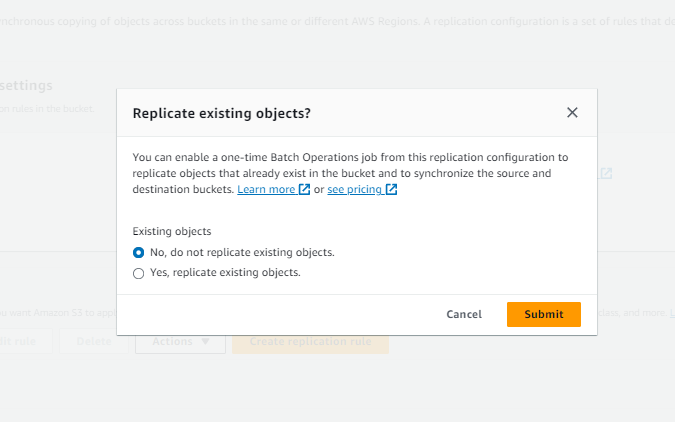 nchronous copying of objects across buckets in the same or different AWS Regions. A replication configuration is a set of rules that de
settings
on rules in the bucket.
Replicate existing objects?
You can enable a one-time Batch Operations job from this replication configuration to
replicate objects that already exist in the bucket and to synchronize the source and
destination buckets. Learn more or see pricing
Existing objects
No, do not replicate existing objects.
Yes, replicate existing objects.
Cancel Submit
ou want Amazon S3 to appl class, and more.
dit rule Delete Actions Create replication rule